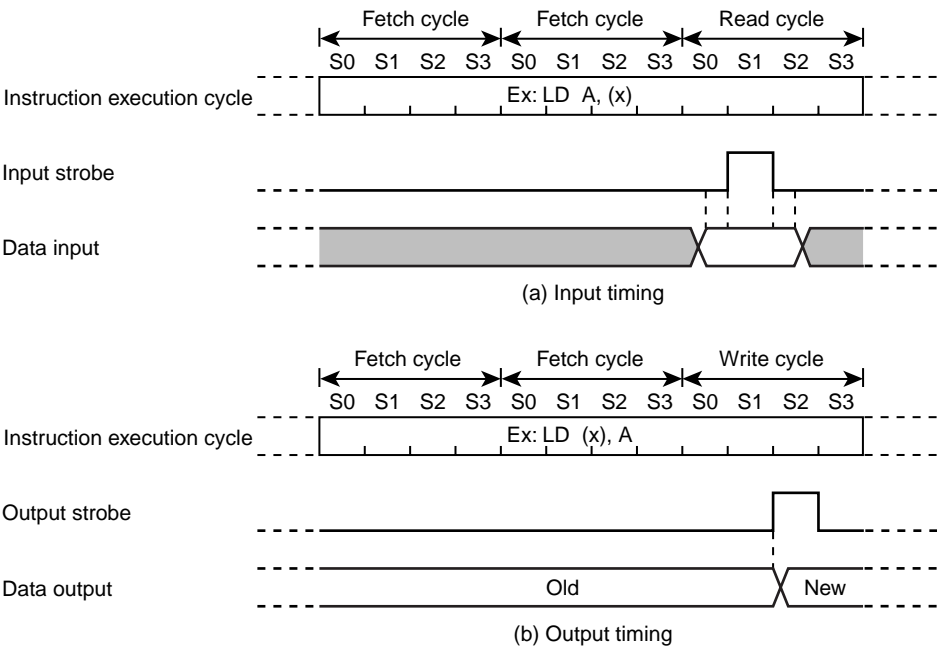 Fetch cycle Fetch cycle Read cycle
S0 S1 S2 S3 S0 S1 S2 S3 S0 S1 S2 S3
Instruction execution cycle Ex: LD A, (x)
Input strobe
Data input
(a) Input timing
Fetch cycle Fetch cycle Write cycle
S0 S1 S2 S3 S0 S1 S2 S3 S0 S1 S2 S3
Instruction execution cycle Ex: LD (x), A
Output strobe
Data output Old New
(b) Output timing